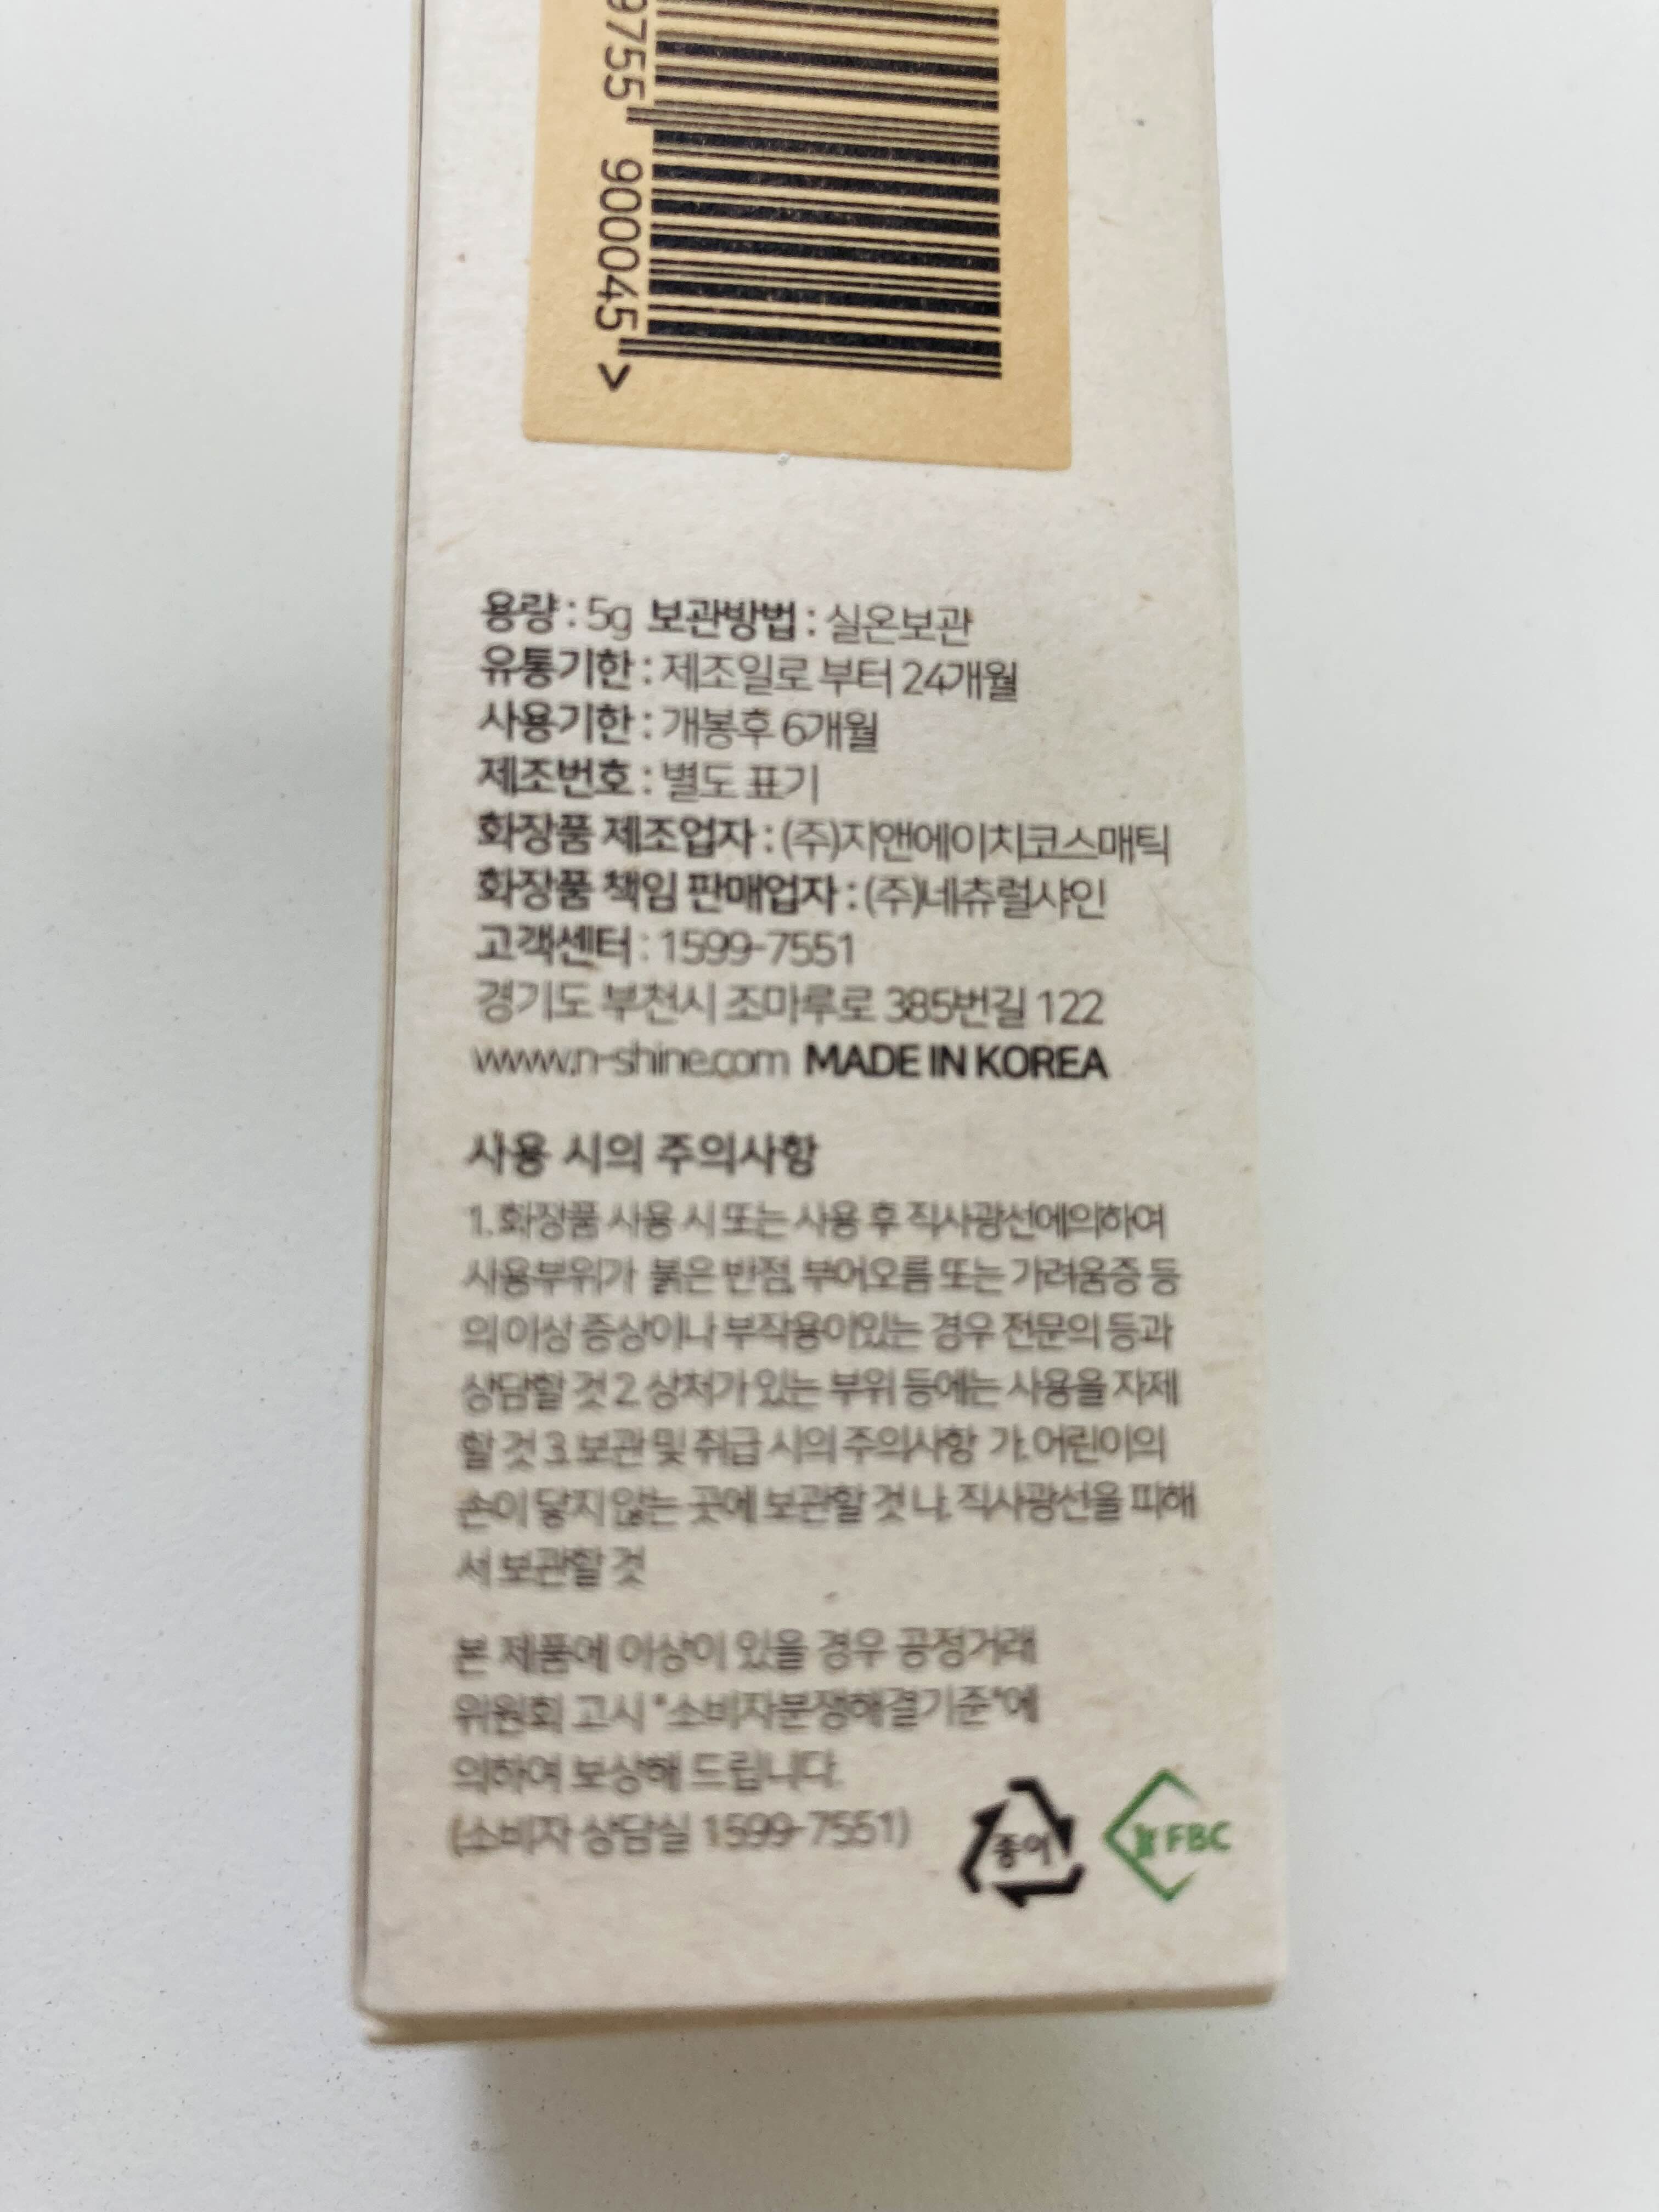 9755 900045 >
용량 : 5g 보관방법 : 실온보관
유통기한 : 제조일로 부터 24개월
사용기한 : 개봉후 6개월
제조번호 : 별도 표기
화장품 제조업자 : (주)지앤에이치코스매틱
화장품 책임 판매업자 : (주)네츄럴샤인
고객센터 : 1599-7551
경기도 부천시 조마루로 385번길 122
www.n-shine.com MADE IN KOREA
사용 시의 주의사항
1. 화장품 사용 시 또는 사용 후 직사광선에의하여
사용부위가 붉은 반점, 부어오름 또는 가려움증 등
의 이상 증상이나 부작용이있는 경우 전문의 등과
상담할 것 2. 상처가 있는 부위 등에는 사용을 자제
할 것 3. 보관 및 취급 시의 주의사항 가. 어린이의
손이 닿지 않는 곳에 보관할 것 나. 직사광선을 피해
서 보관할 것
본 제품에 이상이 있을 경우 공정거래
위원회 고시 "소비자분쟁해결기준"에
의하여 보상해 드립니다.
(소비자 상담실 1599-7551)
종이
FBC